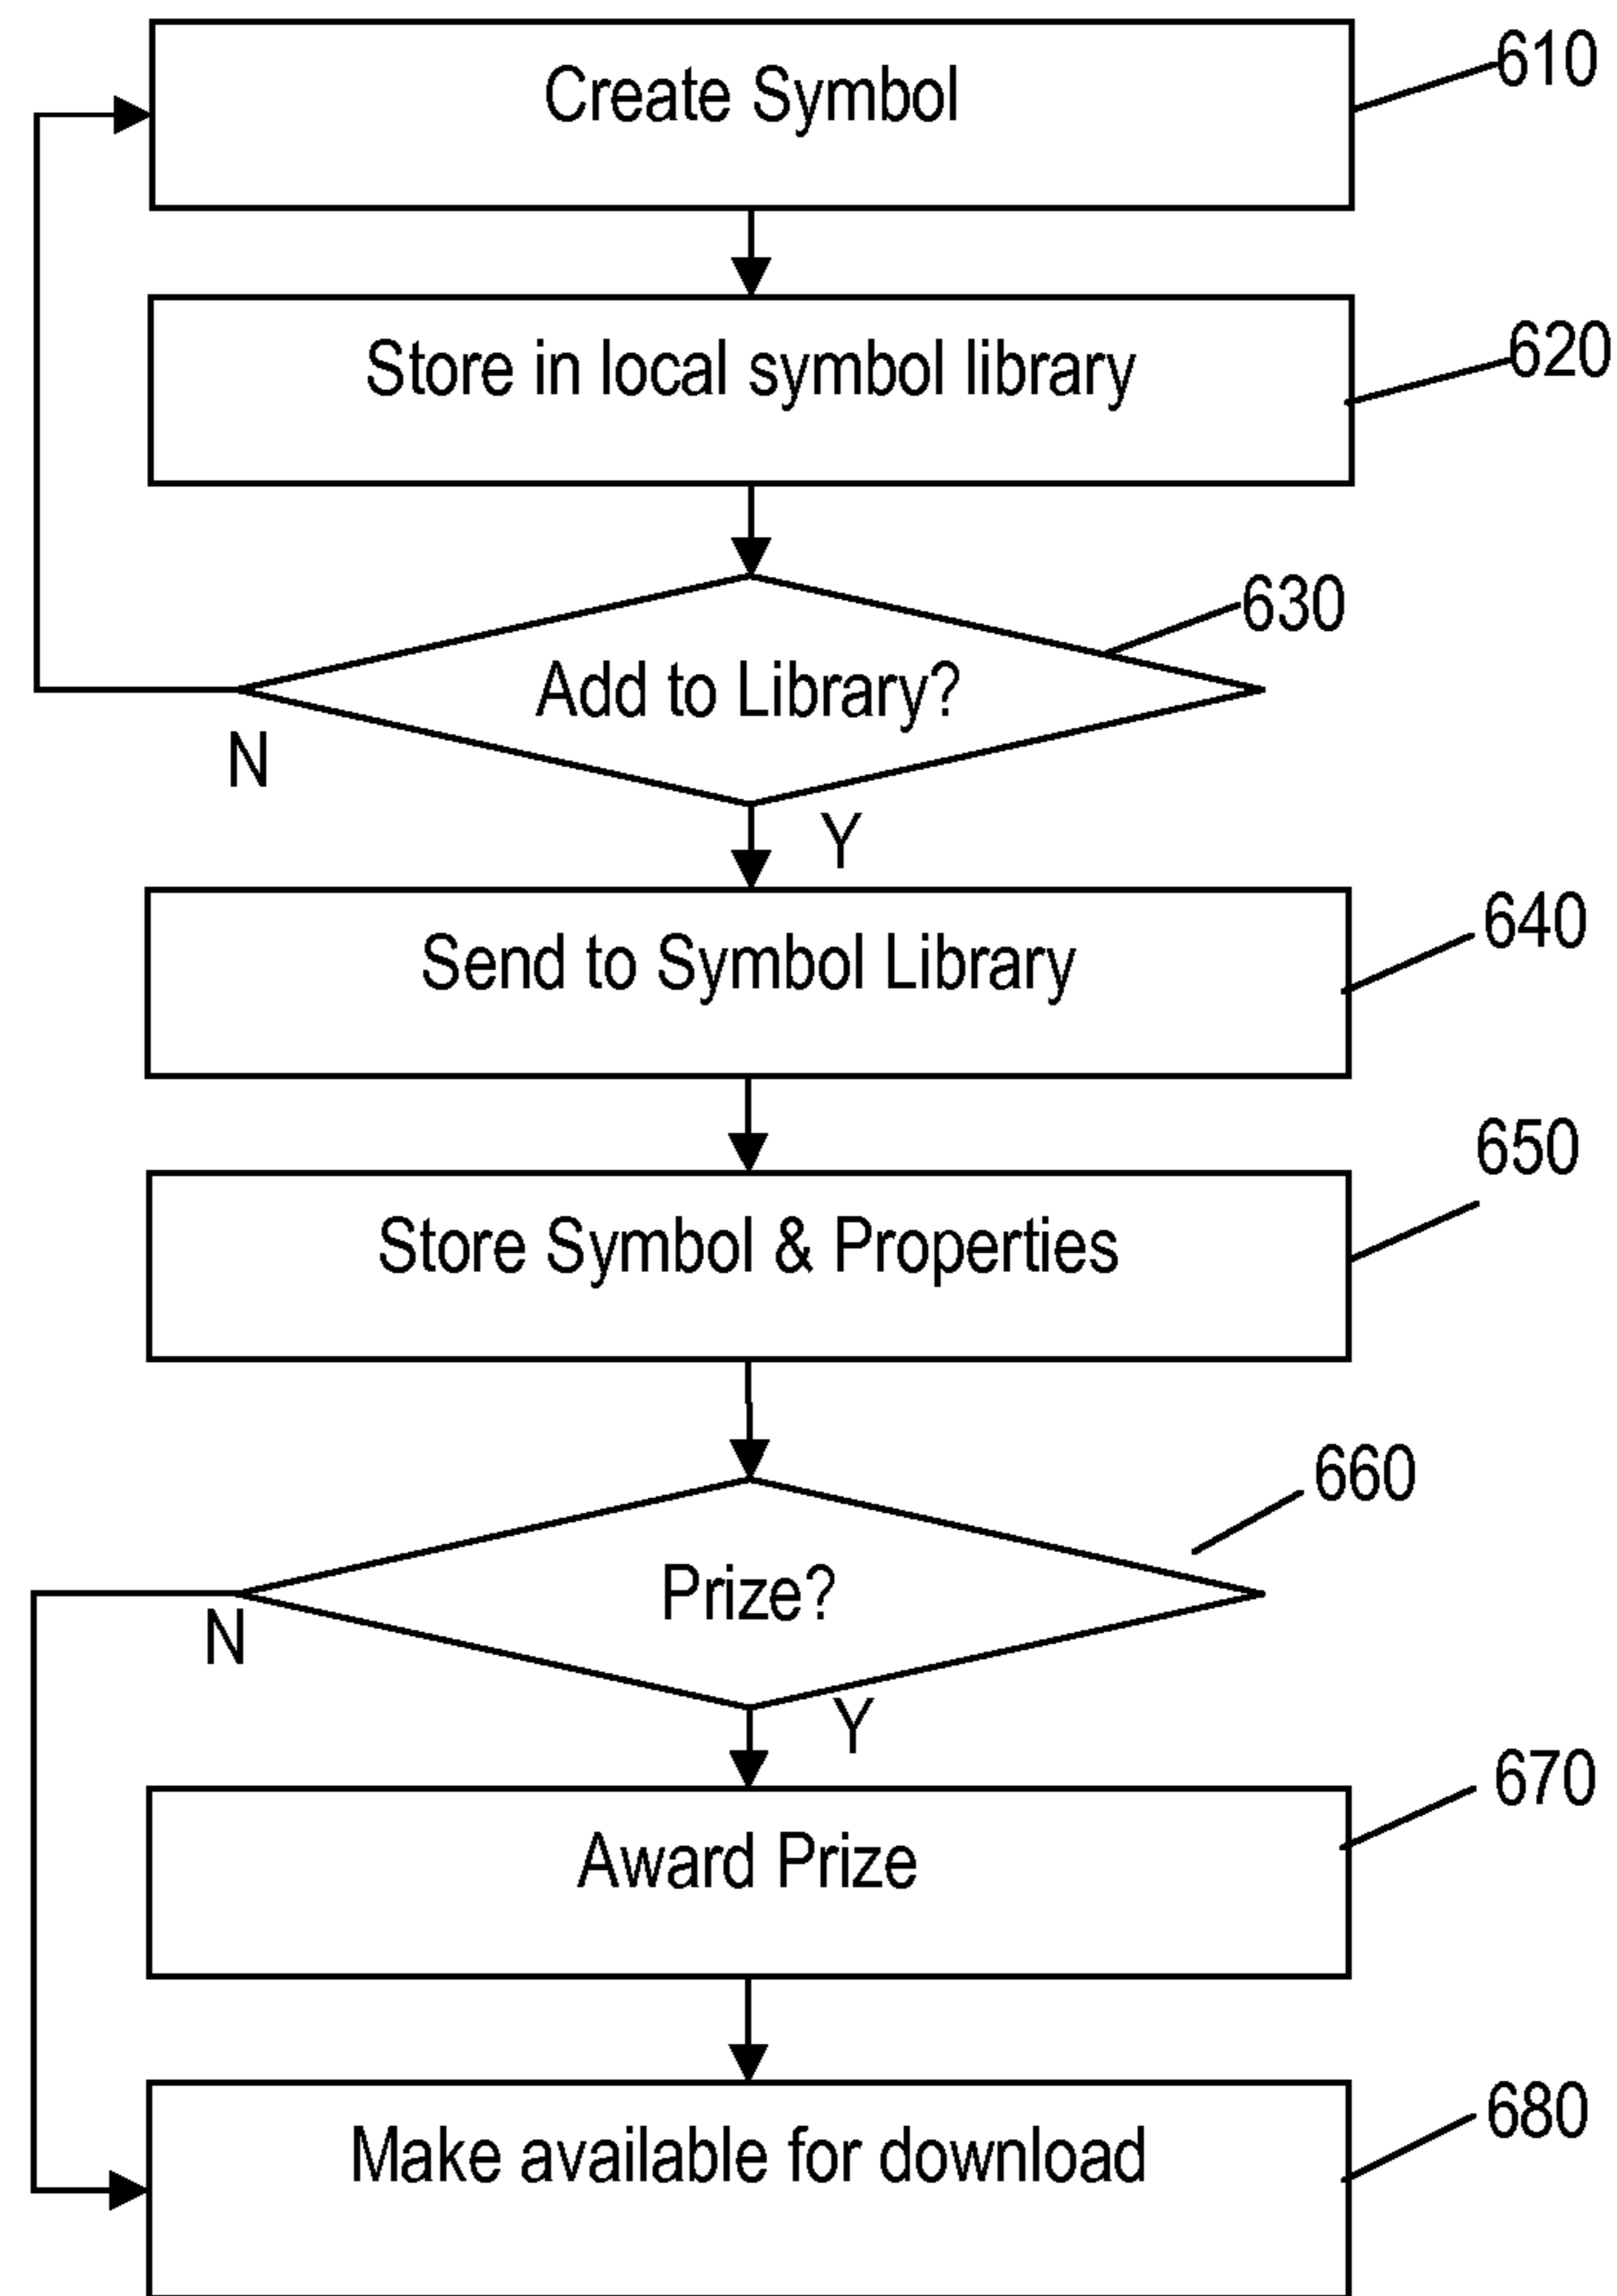 Create Symbol
610
Store in local symbol library
620
630
Add to Library?
N
Y
640
Send to Symbol Library
650
Store Symbol & Properties
660
Prize?
N
Y
670
Award Prize
680
Make available for download